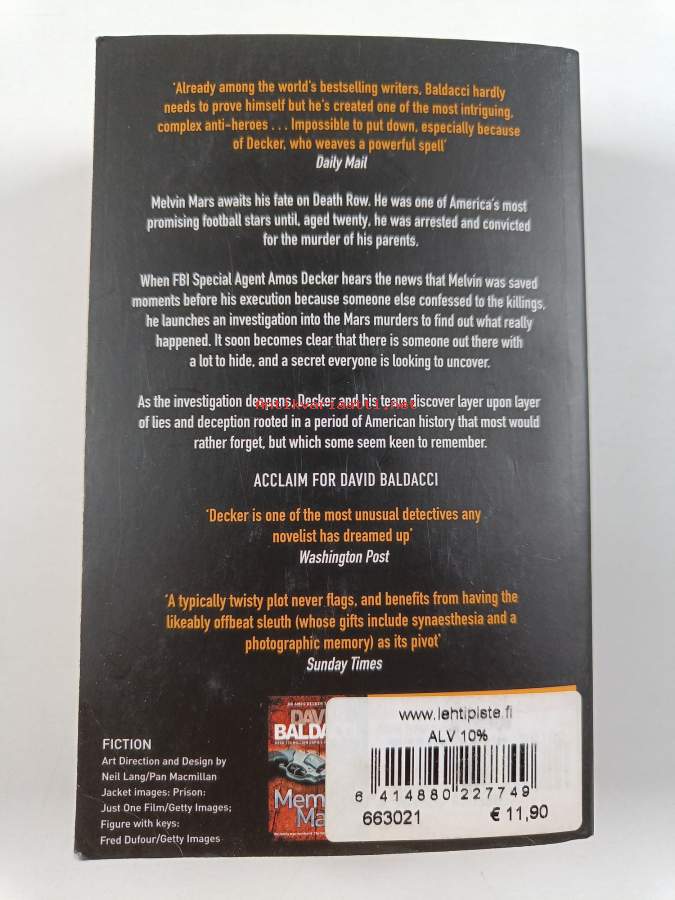 'Already among the world's bestselling writers, Baldacci hardly
needs to prove himself but he's created one of the most intriguing,
complex anti-heroes . . . Impossible to put down, especially because
of Decker, who weaves a powerful spell'
Daily Mail
Melvin Mars awaits his fate on Death Row. He was one of America's most
promising football stars until, aged twenty, he was arrested and convicted
for the murder of his parents.
When FBI Special Agent Amos Decker hears the news that Melvin was saved
moments before his execution because someone else confessed to the killings,
he launches an investigation into the Mars murders to find out what really
happened. It soon becomes clear that there is someone out there with
a lot to hide, and a secret everyone is looking to uncover.
As the investigation deepens, Decker and his team discover layer upon layer
Antikvariaatti.net
of lies and deception rooted in a period of American history that most would
rather forget, but which some seem keen to remember.
ACCLAIM FOR DAVID BALDACCI
'Decker is one of the most unusual detectives any
novelist has dreamed up'
Washington Post
'A typically twisty plot never flags, and benefits from having the
likeably offbeat sleuth (whose gifts include synaesthesia and a
photographic memory) as its pivot'
Sunday Times
FICTION
Art Direction and Design by
Neil Lang/Pan Macmillan
Jacket images: Prison:
Just One Film/Getty Images;
Figure with keys:
Fred Dufour/Getty Images
DAVI
BALDAC
Mem
Ma
www.lehtipiste.fi
ALV 10%
6 414880 227749
663021 € 11,90